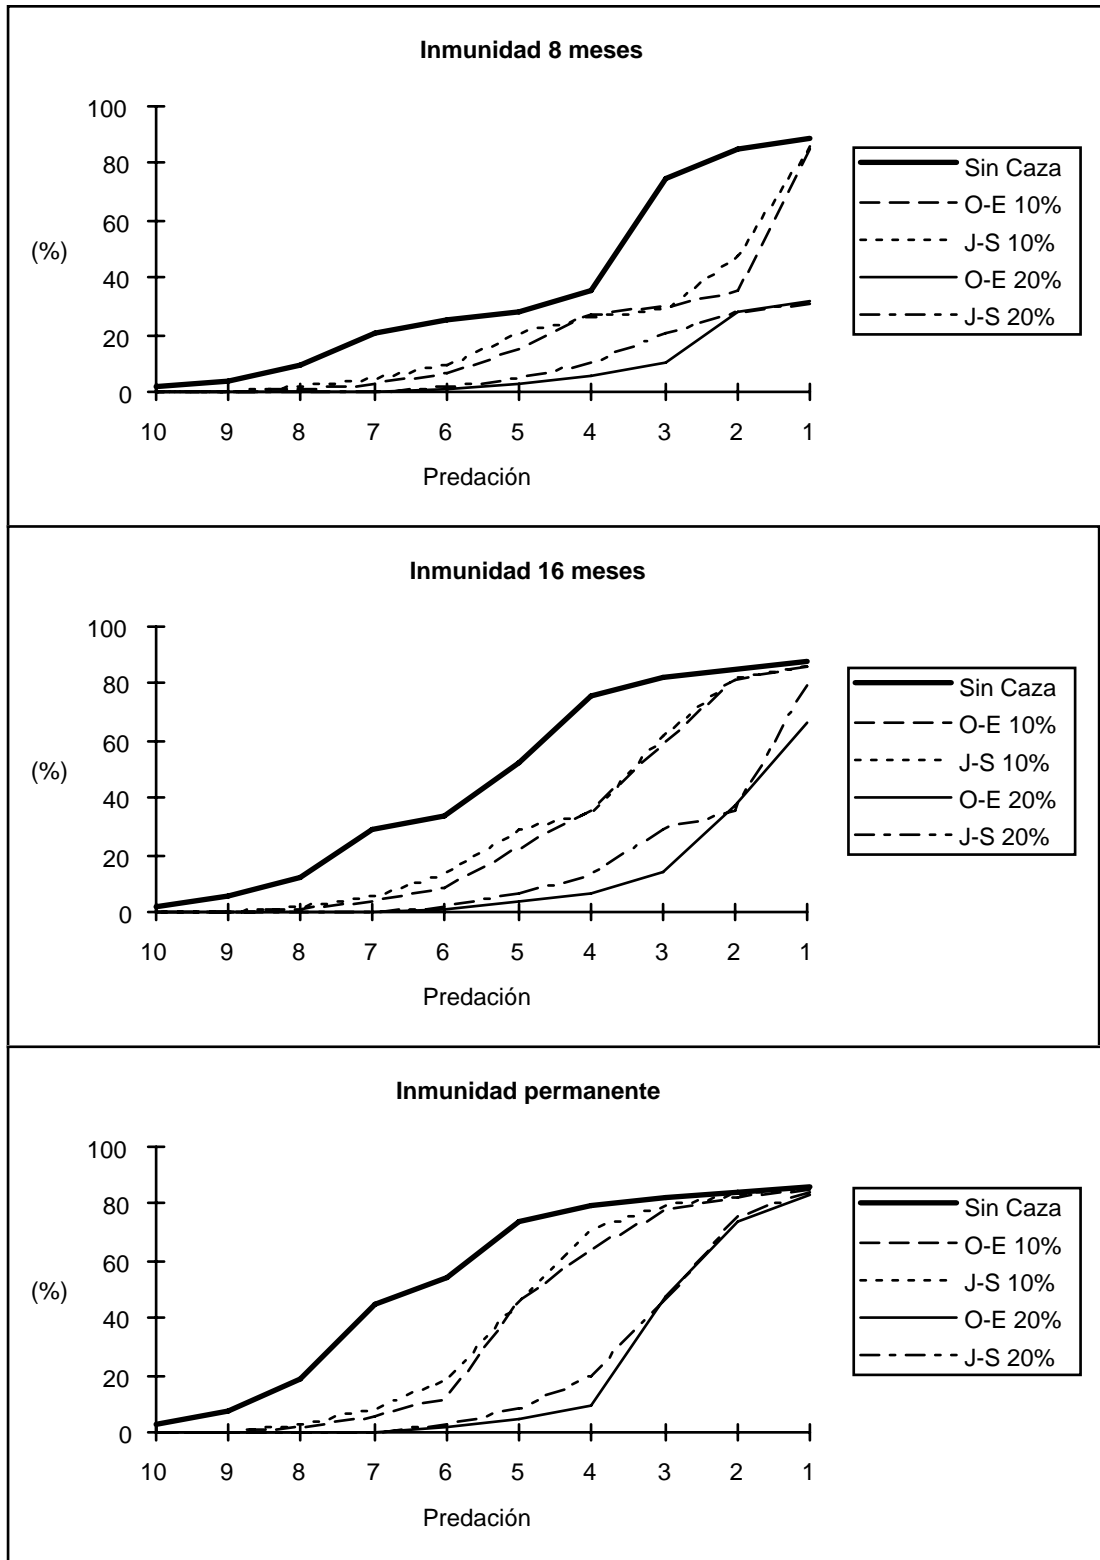 Inmunidad 8 meses
100
80
60
40
20
0
(%)
10 9 8 7 6 5 4 3 2 1
Predación
Sin Caza
O-E 10%
J-S 10%
O-E 20%
J-S 20%
Inmunidad 16 meses
100
80
60
40
20
0
(%)
10 9 8 7 6 5 4 3 2 1
Predación
Sin Caza
O-E 10%
J-S 10%
O-E 20%
J-S 20%
Inmunidad permanente
100
80
60
40
20
0
(%)
10 9 8 7 6 5 4 3 2 1
Predación
Sin Caza
O-E 10%
J-S 10%
O-E 20%
J-S 20%